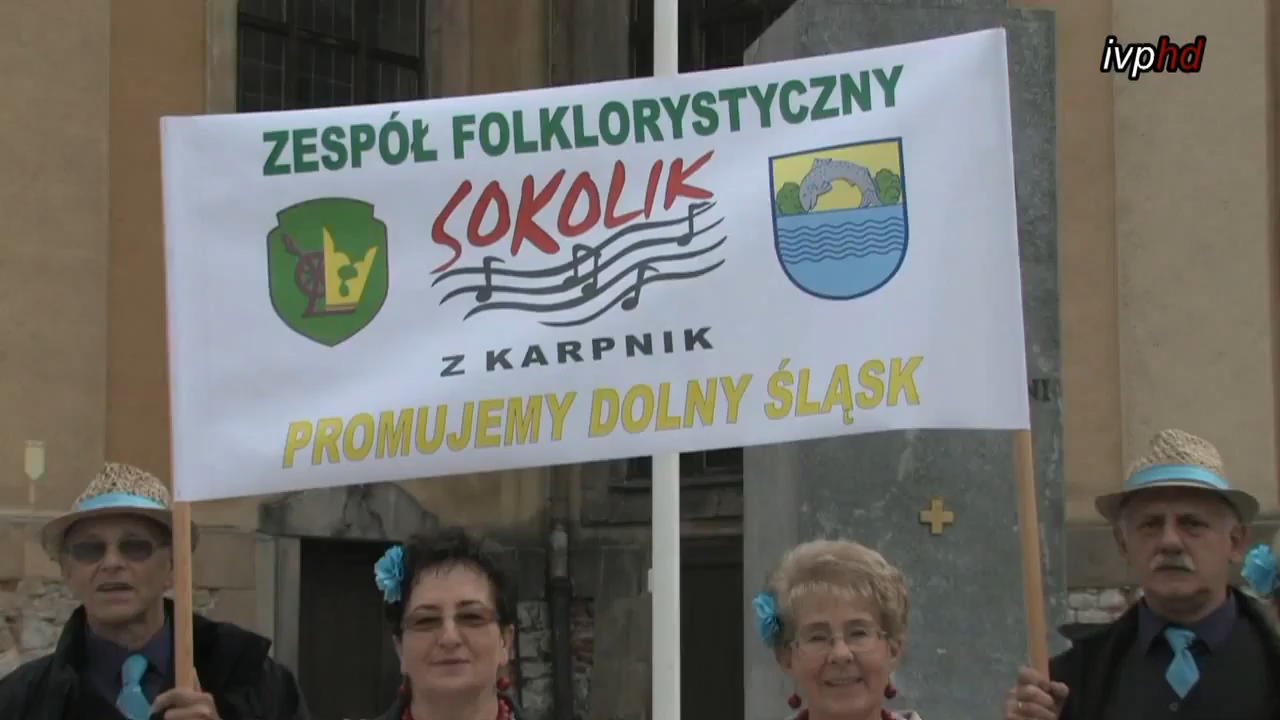 ivphd
ZESPÓŁ FOLKLORYSTYCZNY
SOKOLIK
Z KARPNIK
PROMUJEMY DOLNY ŚLĄSK